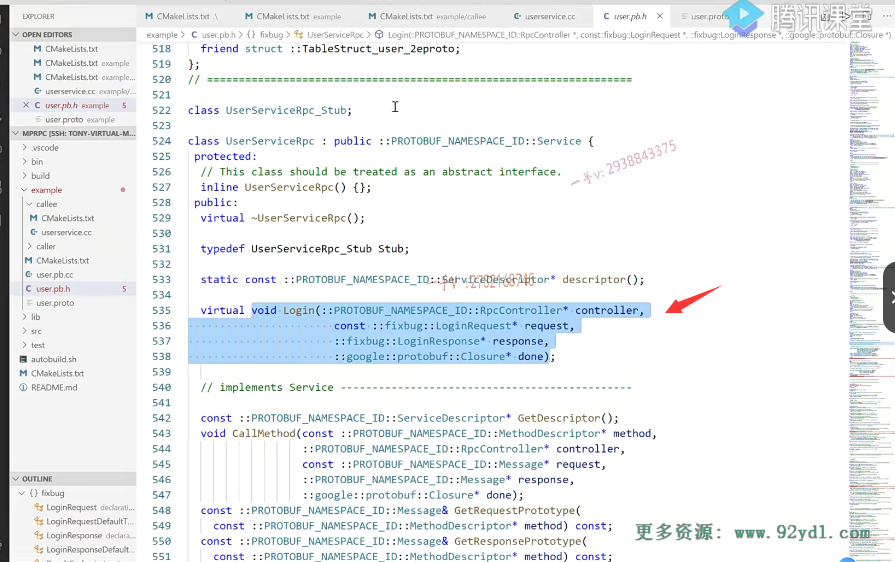 EXPLORER
OPEN EDITORS
CMakeLists.txt
CMakeLists.txt example
CMakeLists.txt example/...
userservice.cc example/...
user.pb.h example 5
user.proto example
MPRPC [SSH: TONY-VIRTUAL-M...
.vscode
bin
build
example
callee
CMakeLists.txt
userservice.cc
caller
CMakeLists.txt
user.pb.cc
user.pb.h 5
user.proto
lib
src
test
autobuild.sh
CMakeLists.txt
README.md
OUTLINE
{} fixbug
LoginRequest declarati...
LoginRequestDefaultT...
LoginResponse declara...
LoginResponseDefault...
CMakeLists.txt .\
CMakeLists.txt example
CMakeLists.txt example/callee
userservice.cc
user.pb.h
腾讯课堂
example > C user.pb.h > {} fixbug > UserServiceRpc > Login(::PROTOBUF_NAMESPACE_ID::RpcController *, const::fixbug::LoginRequest *, ::fixbug::LoginResponse *, ::google::protobuf::Closure *)
518 friend struct ::TableStruct_user_2eproto;
519 };
520 // ===================================================================
521
522 class UserServiceRpc_Stub;
523
524 class UserServiceRpc : public ::PROTOBUF_NAMESPACE_ID::Service {
525 protected:
526 // This class should be treated as an abstract interface.
527 inline UserServiceRpc() {};
528 public:
529 virtual ~UserServiceRpc();
530
531 typedef UserServiceRpc_Stub Stub;
532
533 static const ::PROTOBUF_NAMESPACE_ID::ServiceDescriptor* descriptor();
534
535 virtual void Login(::PROTOBUF_NAMESPACE_ID::RpcController* controller,
536 const ::fixbug::LoginRequest* request,
537 ::fixbug::LoginResponse* response,
538 ::google::protobuf::Closure* done);
539
540 // implements Service ----------------------------------------------
541
542 const ::PROTOBUF_NAMESPACE_ID::ServiceDescriptor* GetDescriptor();
543 void CallMethod(const ::PROTOBUF_NAMESPACE_ID::MethodDescriptor* method,
544 ::PROTOBUF_NAMESPACE_ID::RpcController* controller,
545 const ::PROTOBUF_NAMESPACE_ID::Message* request,
546 ::PROTOBUF_NAMESPACE_ID::Message* response,
547 ::google::protobuf::Closure* done);
548 const ::PROTOBUF_NAMESPACE_ID::Message& GetRequestPrototype(
549 const ::PROTOBUF_NAMESPACE_ID::MethodDescriptor* method) const;
550 const ::PROTOBUF_NAMESPACE_ID::Message& GetResponsePrototype(
551 const ::PROTOBUF_NAMESPACE_ID::MethodDescriptor* method) const;
一手v:2938843375
更多资源: www.92ydl.com